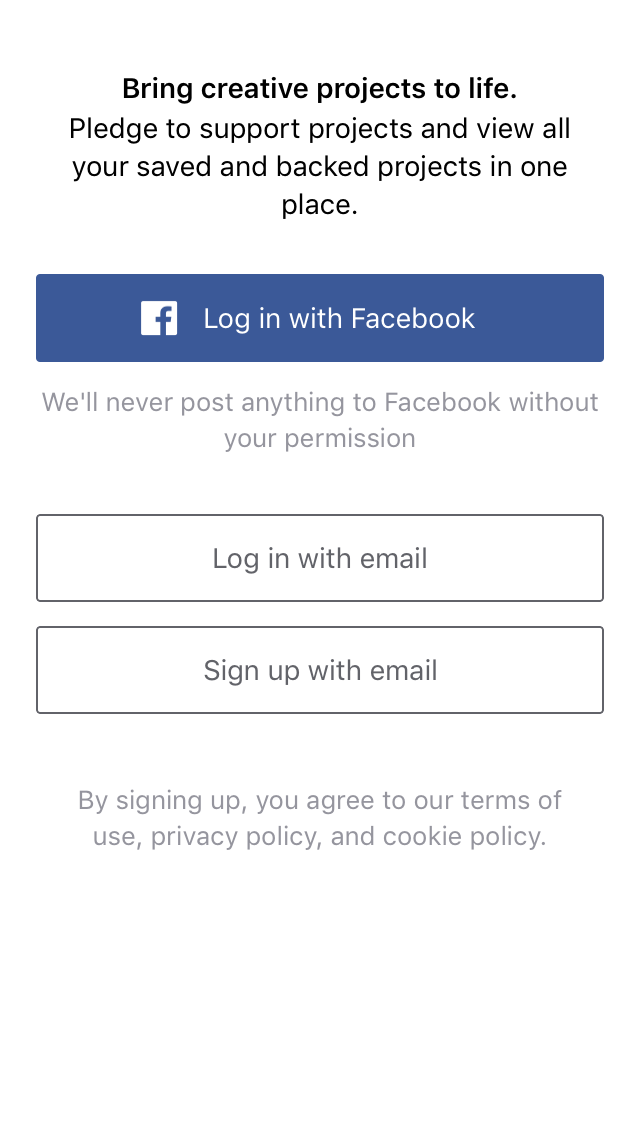 Bring creative projects to life.
Pledge to support projects and view all
your saved and backed projects in one
place.
Log in with Facebook
We'll never post anything to Facebook without
your permission
Log in with email
Sign up with email
By signing up, you agree to our terms of
use, privacy policy, and cookie policy.